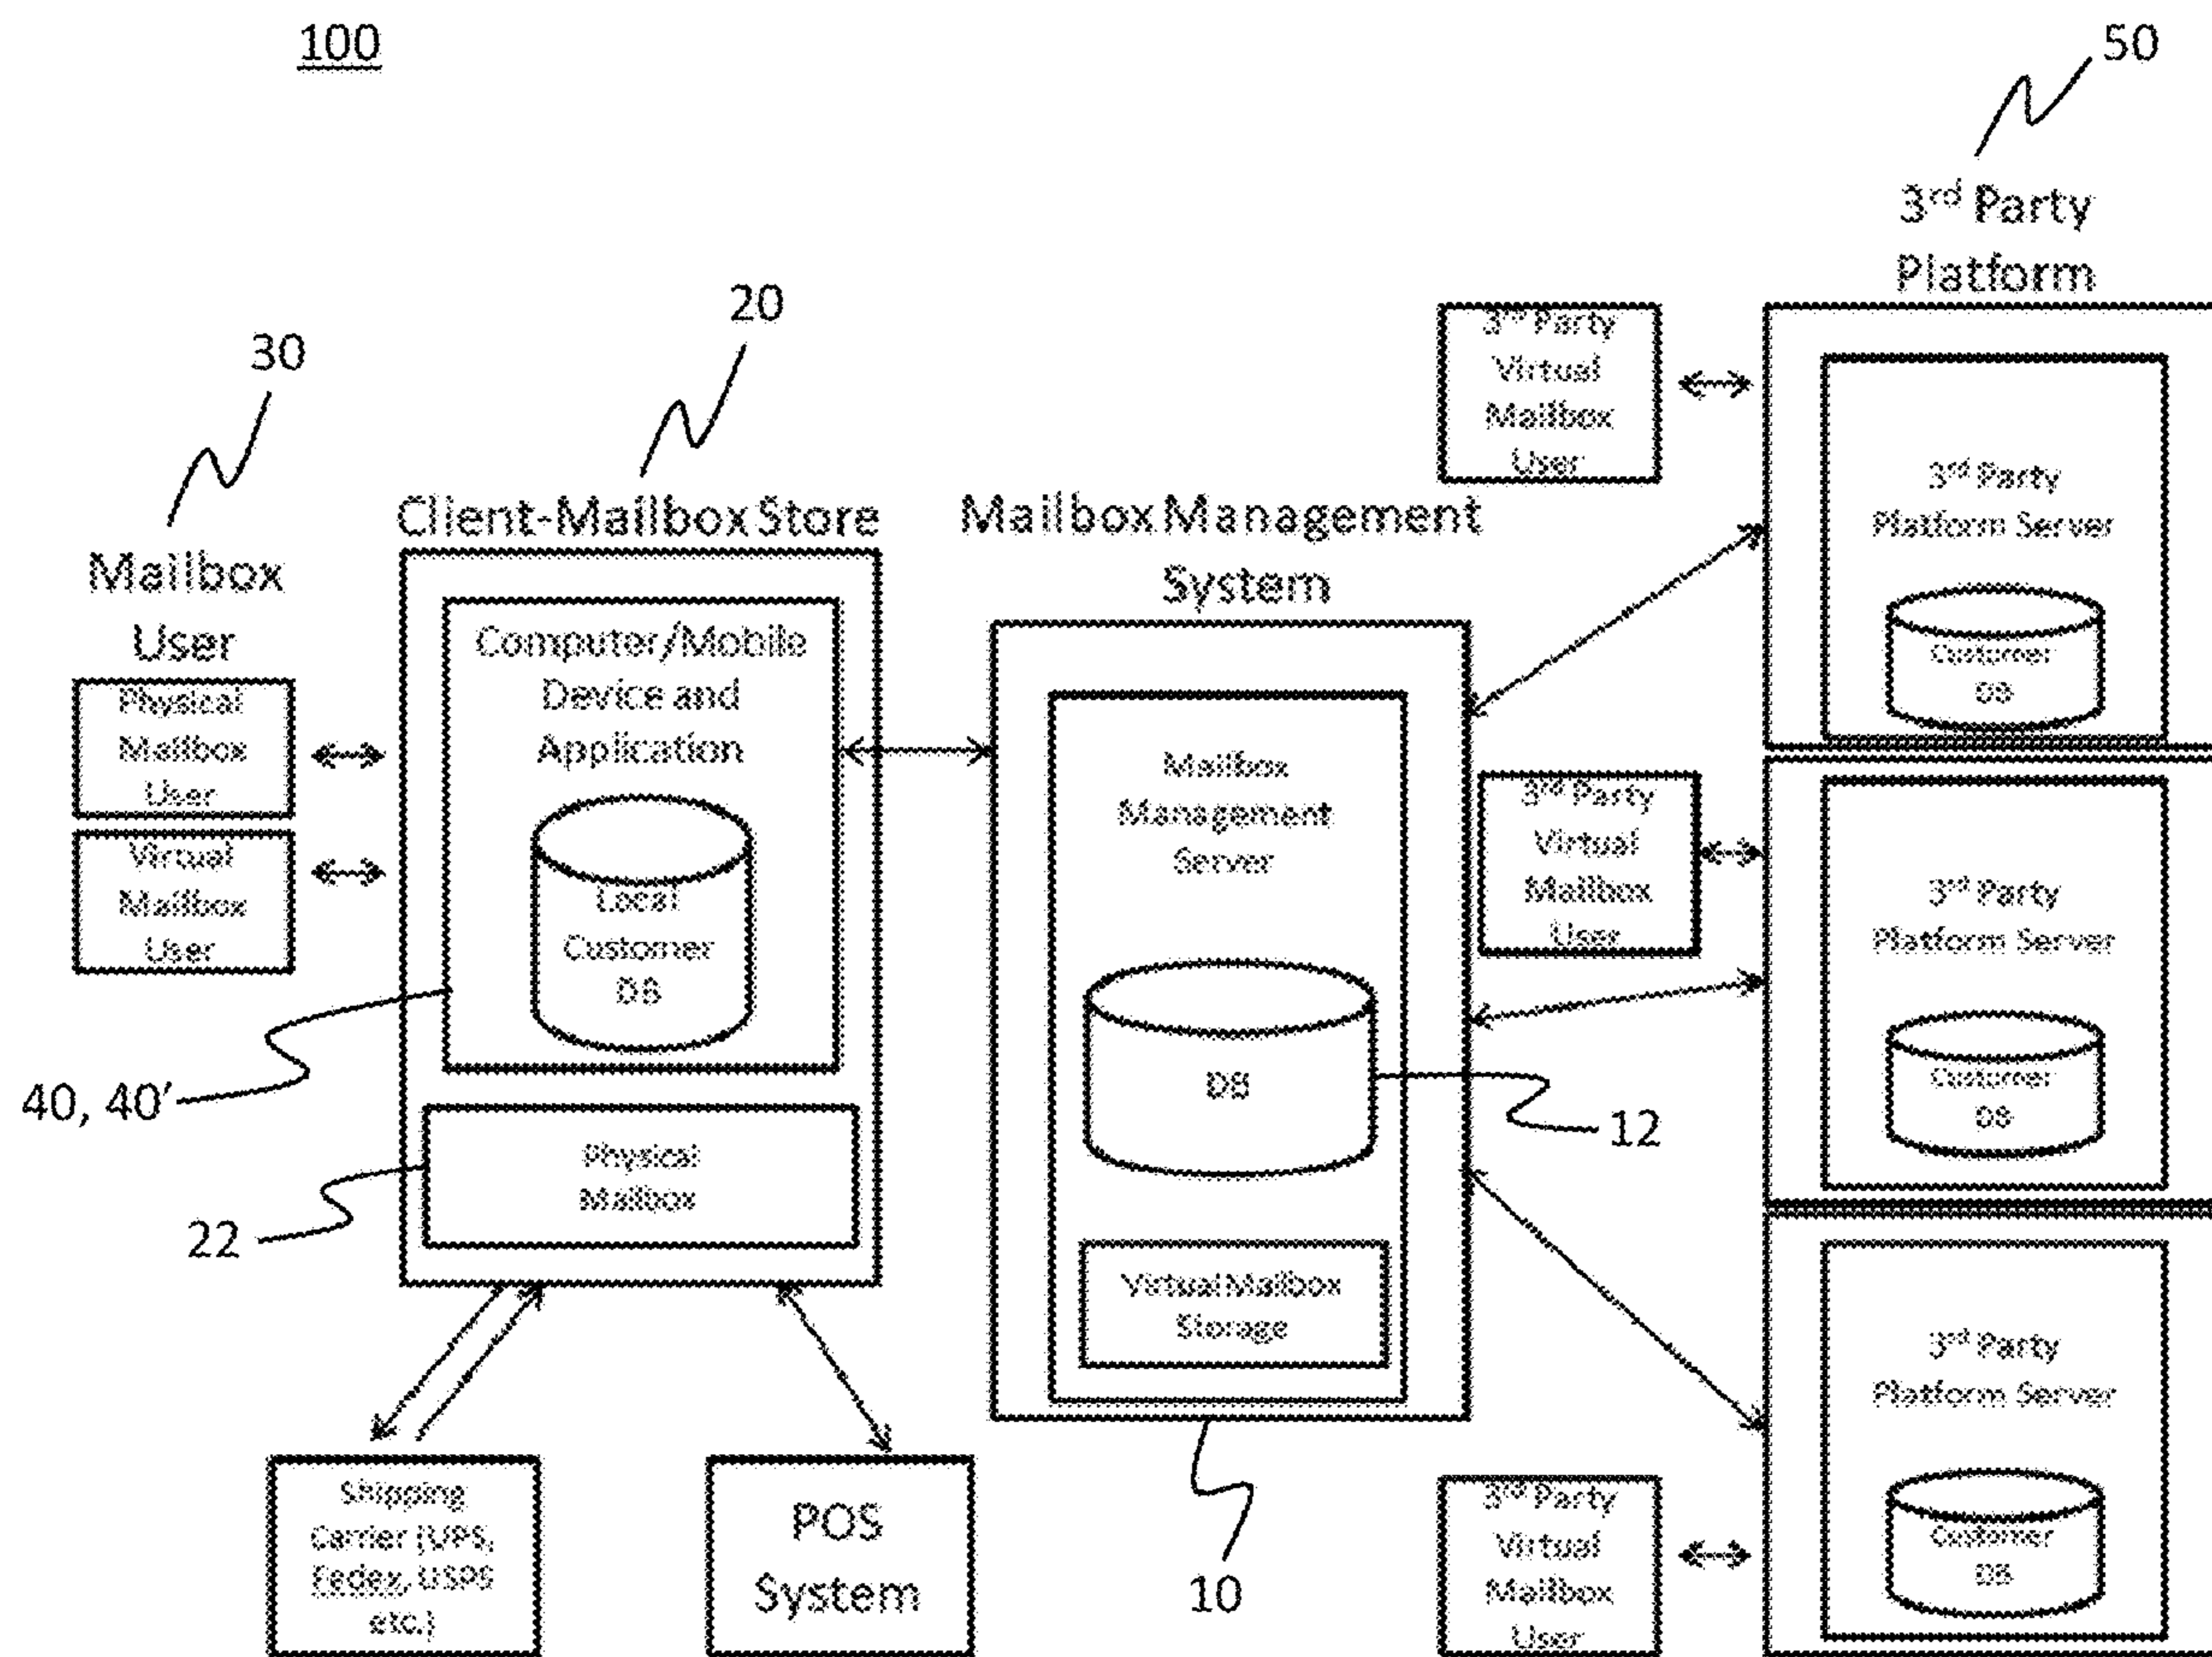 100
50
3rd Party
Platform
20
30
Client-Mailbox Store
Mailbox Management
System
Mailbox
User
Physical
Mailbox
User
Virtual
Mailbox
User
Computer/Mobile
Device and
Application
Local
Customer
DB
40, 40'
Physical
Mailbox
22
Mailbox
Management
Server
DB
12
Virtual Mailbox
Storage
10
Shipping
Carrier (UPS,
Fedex, USPS
etc.)
POS
System
3rd Party
Virtual
Mailbox
User
3rd Party
Platform Server
Customer
DB
3rd Party
Virtual
Mailbox
User
3rd Party
Platform Server
Customer
DB
3rd Party
Virtual
Mailbox
User
3rd Party
Platform Server
Customer
DB